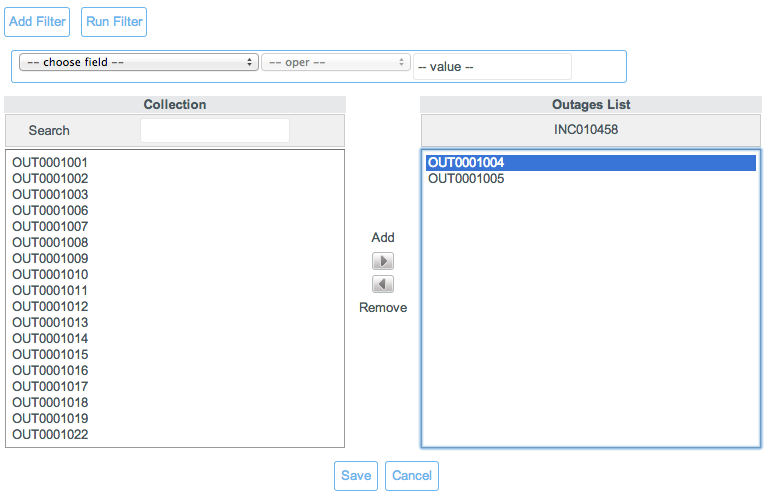 Add Filter Run Filter
-- choose field -- -- oper -- -- value --
Collection
Search
OUT0001001
OUT0001002
OUT0001003
OUT0001006
OUT0001007
OUT0001008
OUT0001009
OUT0001010
OUT0001011
OUT0001012
OUT0001013
OUT0001014
OUT0001015
OUT0001016
OUT0001017
OUT0001018
OUT0001019
OUT0001022
Add
Remove
Outages List
INC010458
OUT0001004
OUT0001005
Save Cancel